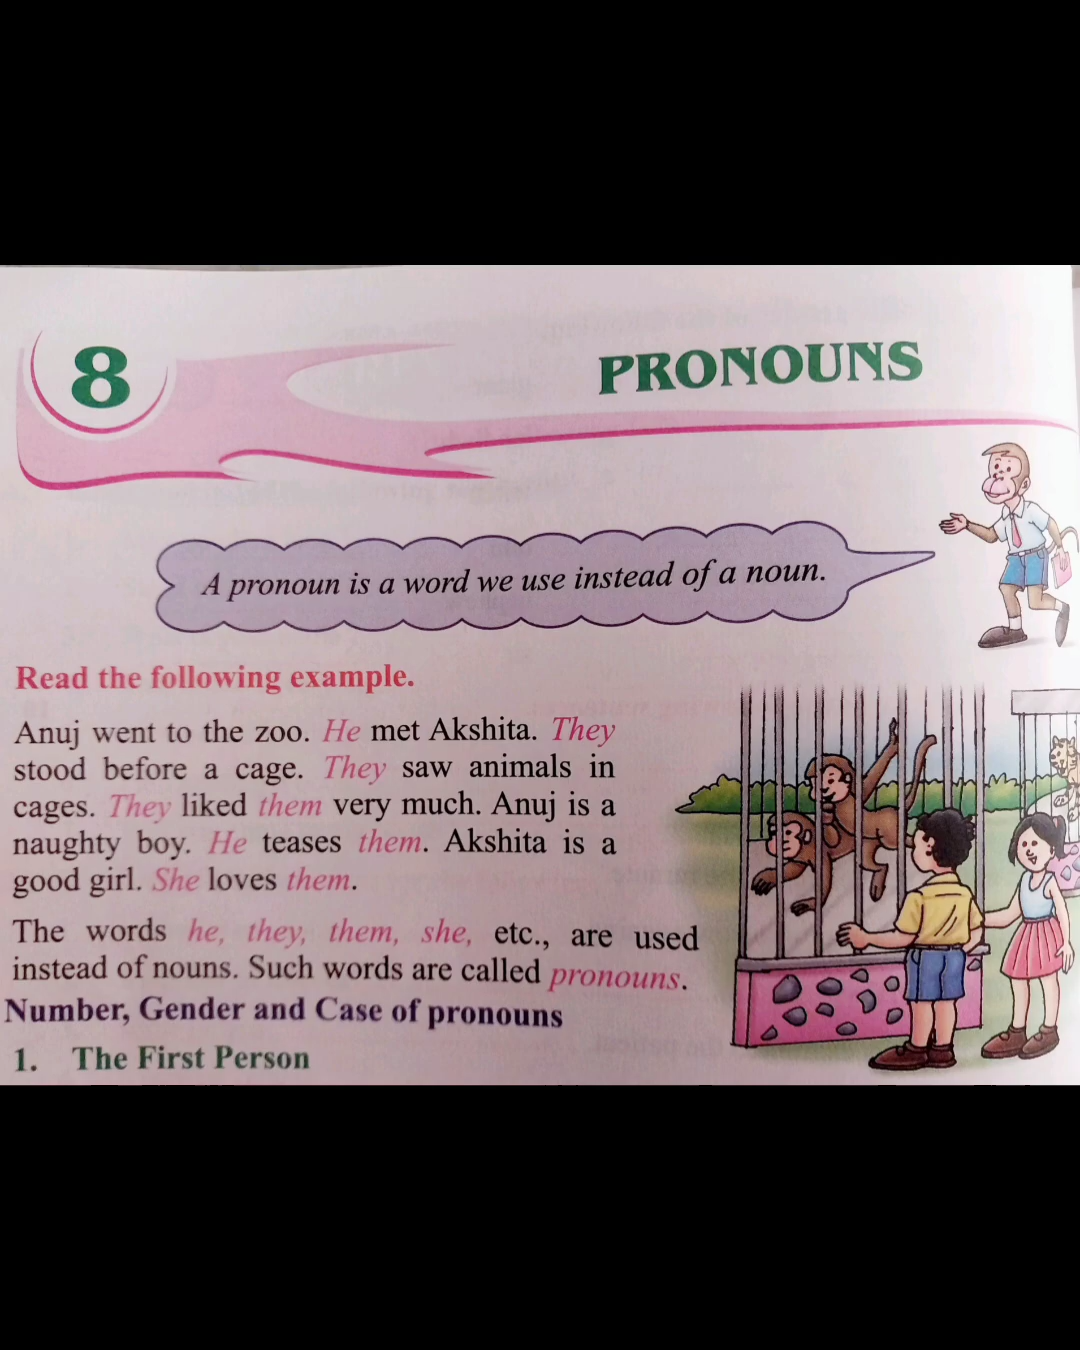 8
PRONOUNS
A pronoun is a word we use instead of a noun.
Read the following example.
Anuj went to the zoo. He met Akshita. They
stood before a cage. They saw animals in
cages. They liked them very much. Anuj is a
naughty boy. He teases them. Akshita is a
good girl. She loves them.
The words he, they, them, she, etc., are used
instead of nouns. Such words are called pronouns.
Number, Gender and Case of pronouns
1. The First Person